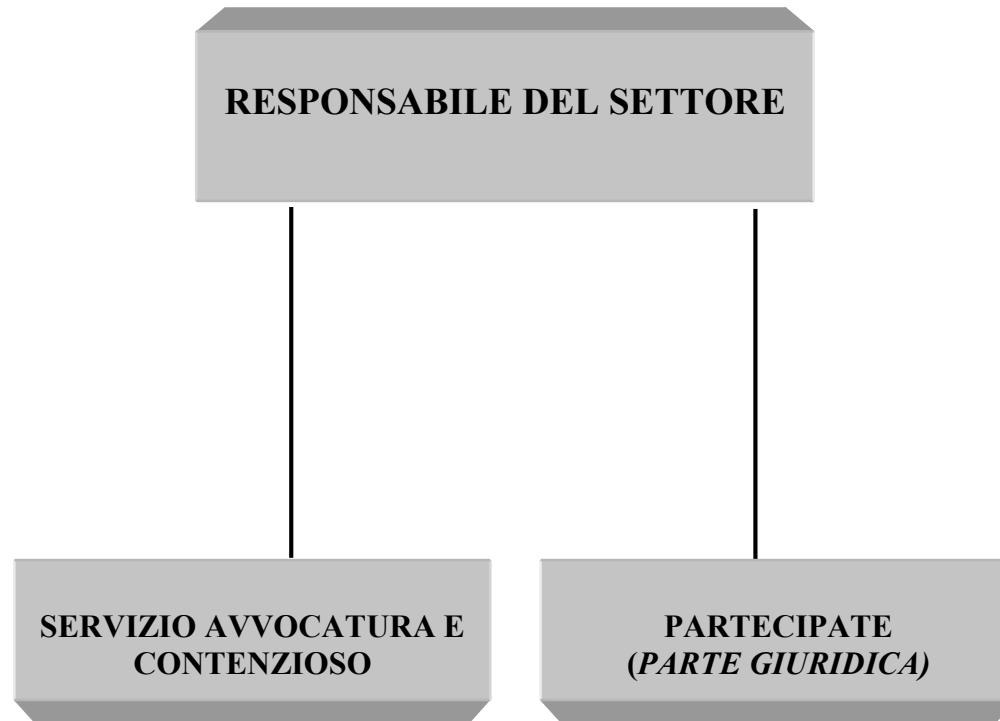 RESPONSABILE DEL SETTORE
SERVIZIO AVVOCATURA E
CONTENZIOSO
PARTECIPATE
(PARTE GIURIDICA)